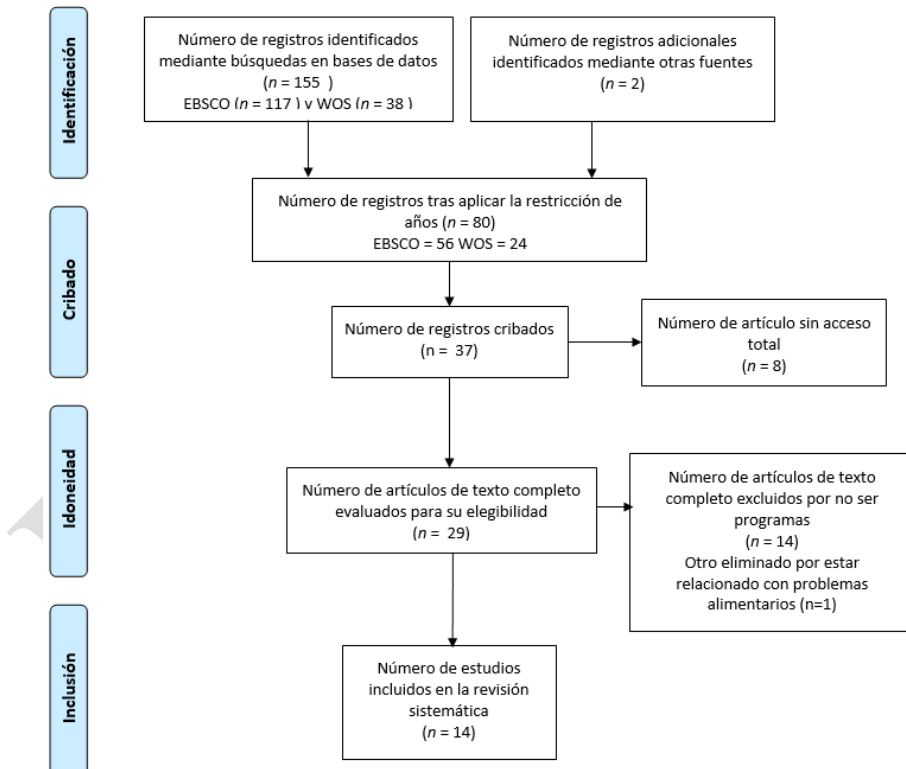 Identificación
Número de registros identificados
mediante búsquedas en bases de datos
(n = 155 )
EBSCO (n = 117 ) y WOS (n = 38 )
Número de registros adicionales
identificados mediante otras fuentes
(n = 2)
Número de registros tras aplicar la restricción de
años (n = 80)
EBSCO = 56 WOS = 24
Cribado
Número de registros cribados
(n = 37)
Número de artículo sin acceso
total
(n = 8)
Idoneidad
Número de artículos de texto completo
evaluados para su elegibilidad
(n = 29)
Número de artículos de texto
completo excluidos por no ser
programas
(n = 14)
Otro eliminado por estar
relacionado con problemas
alimentarios (n=1)
Inclusión
Número de estudios
incluidos en la revisión
sistemática
(n = 14)